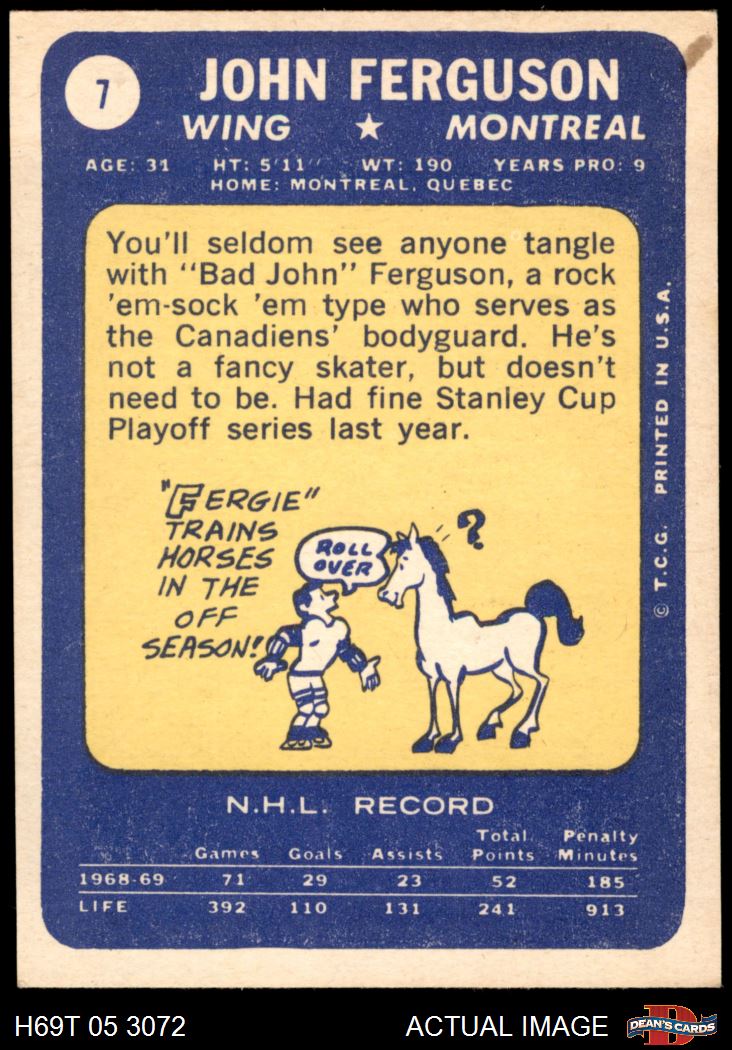 7
JOHN FERGUSON
WING ★ MONTREAL
AGE: 31 HT: 5'11" WT: 190 YEARS PRO: 9
HOME: MONTREAL, QUEBEC
You'll seldom see anyone tangle
with "Bad John" Ferguson, a rock
'em-sock 'em type who serves as
the Canadiens' bodyguard. He's
not a fancy skater, but doesn't
need to be. Had fine Stanley Cup
Playoff series last year.
"FERGIE"
TRAINS
HORSES
IN THE
OFF
SEASON!
ROLL
OVER
?
© T.C.G. PRINTED IN U.S.A.
N.H.L. RECORD
Games Goals Assists Total Points Penalty Minutes
1968-69 71 29 23 52 185
LIFE 392 110 131 241 913
H69T 05 3072 ACTUAL IMAGE
D
DEAN'S CARDS